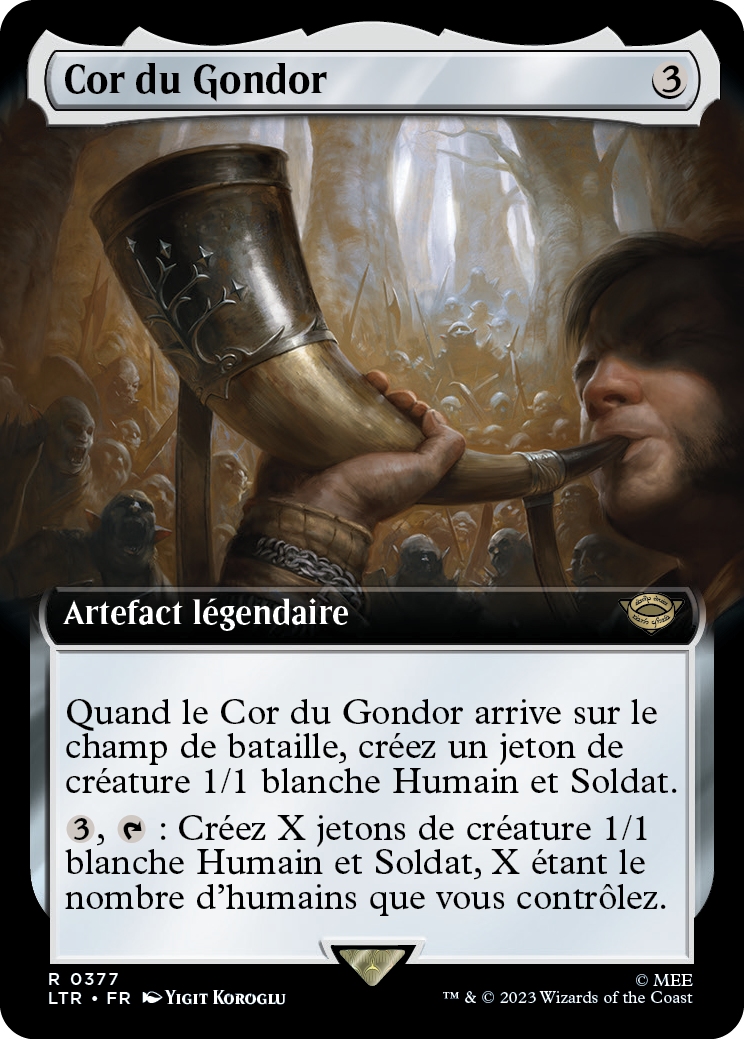 Cor du Gondor 3
Artefact légendaire
Quand le Cor du Gondor arrive sur le
champ de bataille, créez un jeton de
créature 1/1 blanche Humain et Soldat.
3, : Créez X jetons de créature 1/1
blanche Humain et Soldat, X étant le
nombre d'humains que vous contrôlez.
R 0377
LTR • FR Yigit Koroglu
© MEE
™ & © 2023 Wizards of the Coast